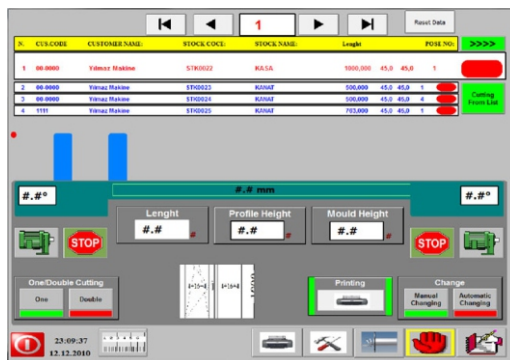 1
Reset Data
N. CUS.CODE CUSTOMER NAME: STOCK COCE: STOCK NAME: Lenght POSE NO: >>>>
1 00-0000 Yılmaz Makine STK0022 KASA 1000,000 45,0 45,0 1
2 00-0000 Yılmaz Makine STK0023 KANAT 500,000 45,0 45,0 1
3 00-0000 Yılmaz Makine STK0024 KANAT 500,000 45,0 45,0 4
4 1111 Yılmaz Makine STK0025 KANAT 765,000 45,0 45,0 1
Cutting
From List
#.# mm
#.#° #.#°
Lenght Profile Height Mould Height
#.# # #.# # #.# #
STOP STOP
One/Double Cutting
One Double
Printing
Change
Manual
Changing
Automatic
Changing
23:09:37
12.12.2010